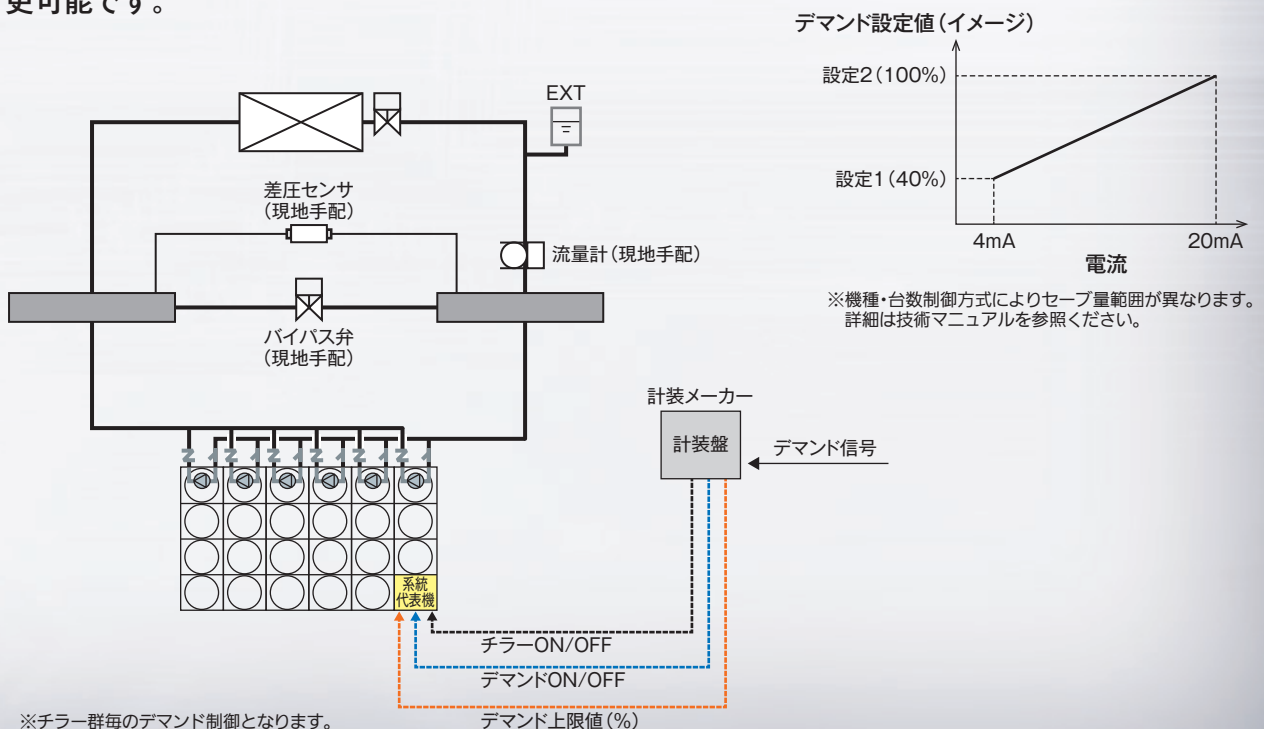 更可能です。
デマンド設定値（イメージ）
設定2（100%）
設定1（40%）
4mA
20mA
電流
※機種・台数制御方式によりセーブ量範囲が異なります。
詳細は技術マニュアルを参照ください。
EXT
差圧センサ
（現地手配）
流量計（現地手配）
バイパス弁
（現地手配）
計装メーカー
計装盤
デマンド信号
系統
代表機
チラーON/OFF
デマンドON/OFF
デマンド上限値（%）
※チラー群毎のデマンド制御となります。